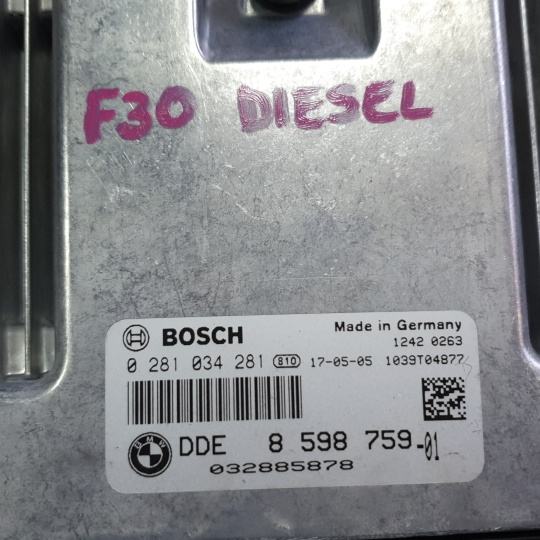 F30 DIESEL
BOSCH Made in Germany
1242 0263
0 281 034 281 810 17-05-05 1039T04877
BMW DDE 8 598 759-01
032885878